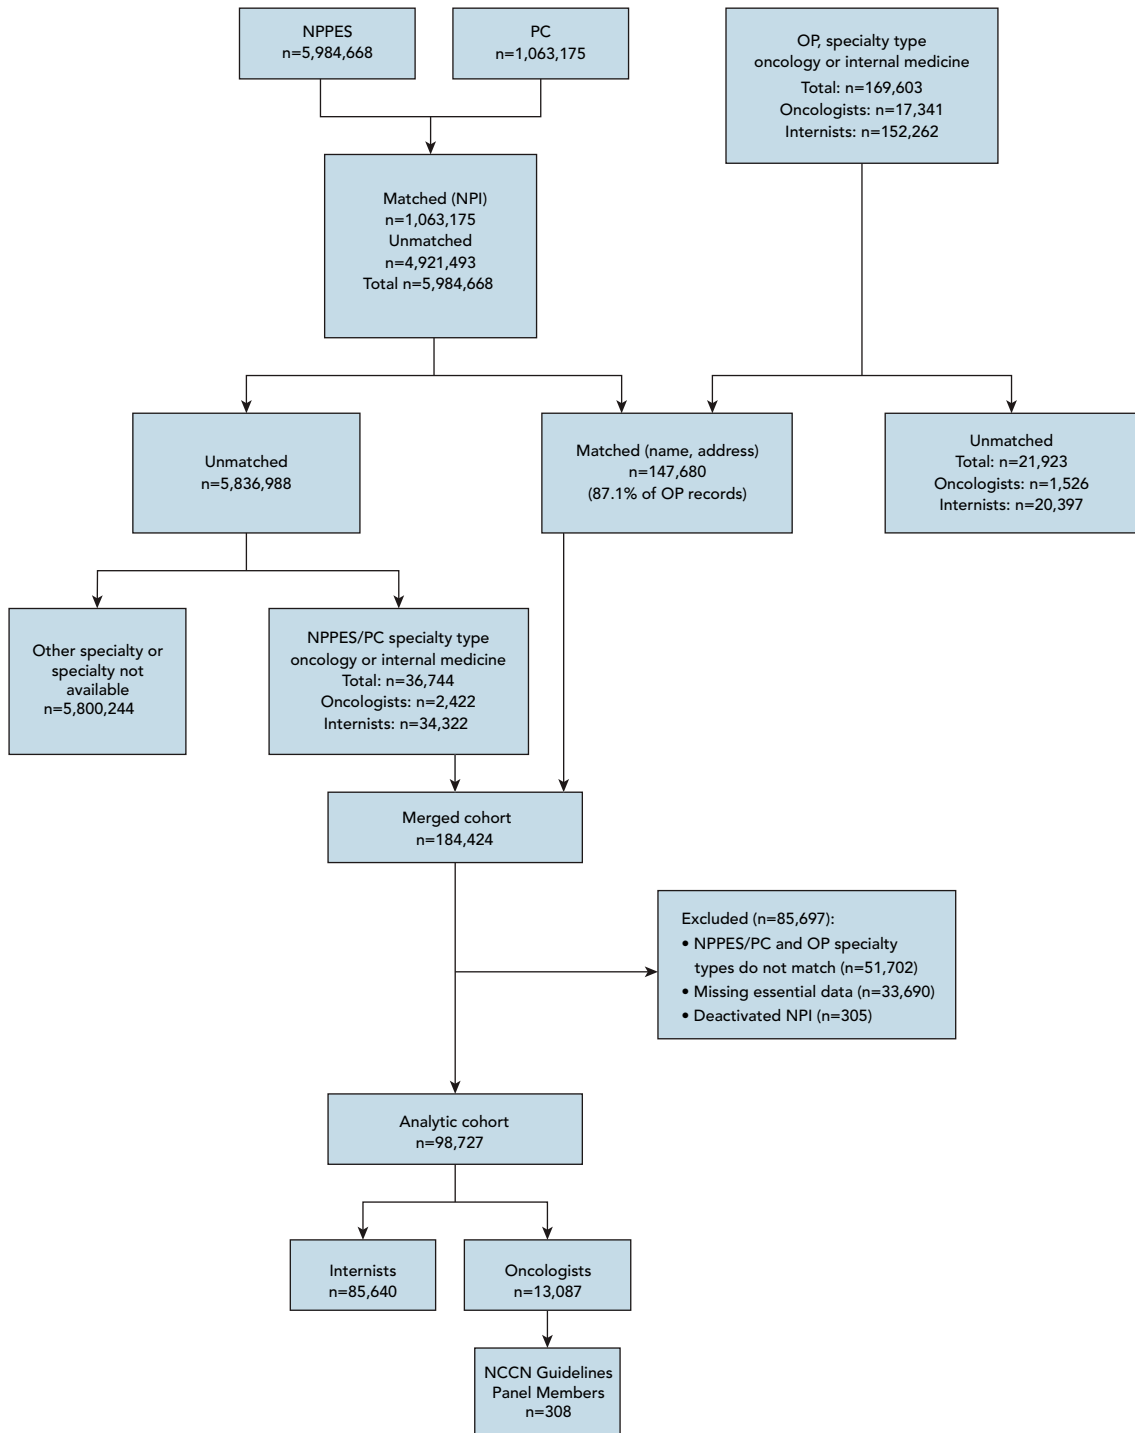 NPPES
n=5,984,668
PC
n=1,063,175
OP, specialty type
oncology or internal medicine
Total: n=169,603
Oncologists: n=17,341
Internists: n=152,262
Matched (NPI)
n=1,063,175
Unmatched
n=4,921,493
Total n=5,984,668
Unmatched
n=5,836,988
Matched (name, address)
n=147,680
(87.1% of OP records)
Unmatched
Total: n=21,923
Oncologists: n=1,526
Internists: n=20,397
Other specialty or
specialty not
available
n=5,800,244
NPPES/PC specialty type
oncology or internal medicine
Total: n=36,744
Oncologists: n=2,422
Internists: n=34,322
Merged cohort
n=184,424
Excluded (n=85,697):
• NPPES/PC and OP specialty
types do not match (n=51,702)
• Missing essential data (n=33,690)
• Deactivated NPI (n=305)
Analytic cohort
n=98,727
Internists
n=85,640
Oncologists
n=13,087
NCCN Guidelines
Panel Members
n=308